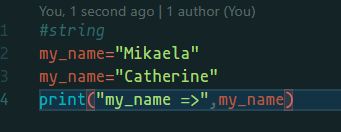 You, 1 second ago | 1 author (You)
1 #string
2 my_name="Mikaela"
3 my_name="Catherine"
4 print("my_name =>",my_name)